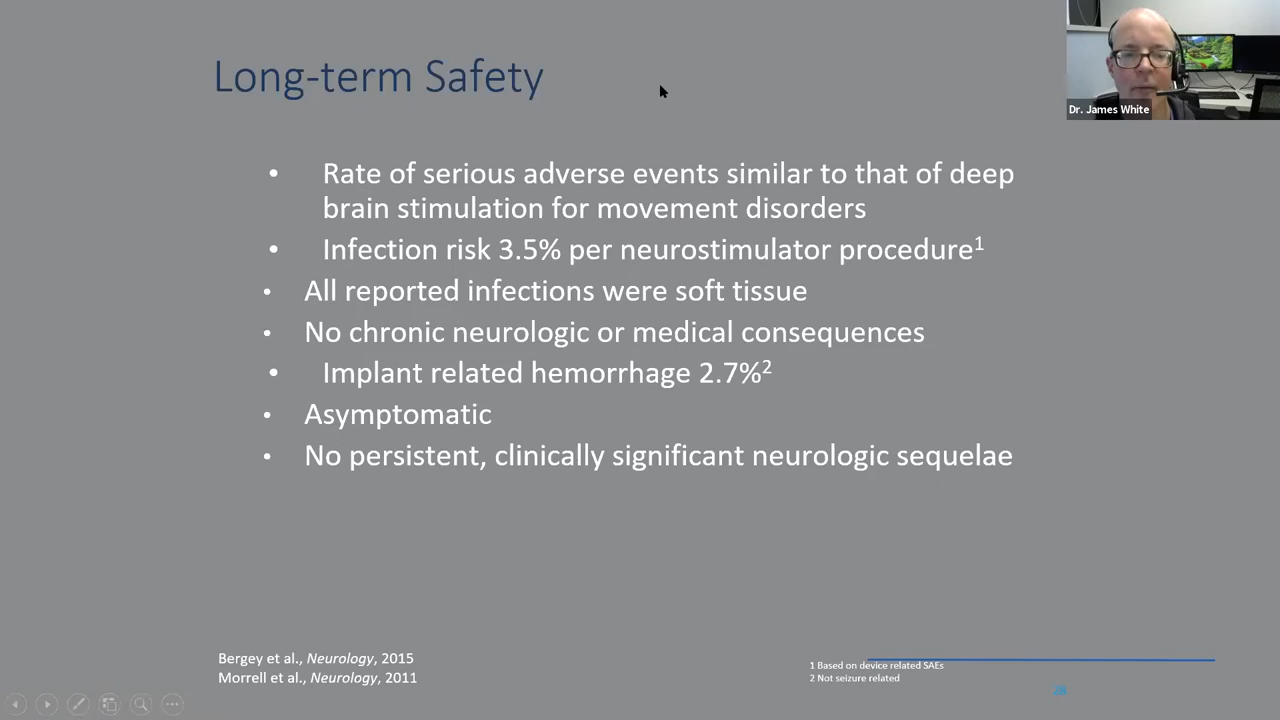 Long-term Safety
Dr. James White
• Rate of serious adverse events similar to that of deep
brain stimulation for movement disorders
• Infection risk 3.5% per neurostimulator procedure1
• All reported infections were soft tissue
• No chronic neurologic or medical consequences
• Implant related hemorrhage 2.7%2
• Asymptomatic
• No persistent, clinically significant neurologic sequelae
Bergey et al., Neurology, 2015
Morrell et al., Neurology, 2011
1 Based on device related SAEs
2 Not seizure related
28